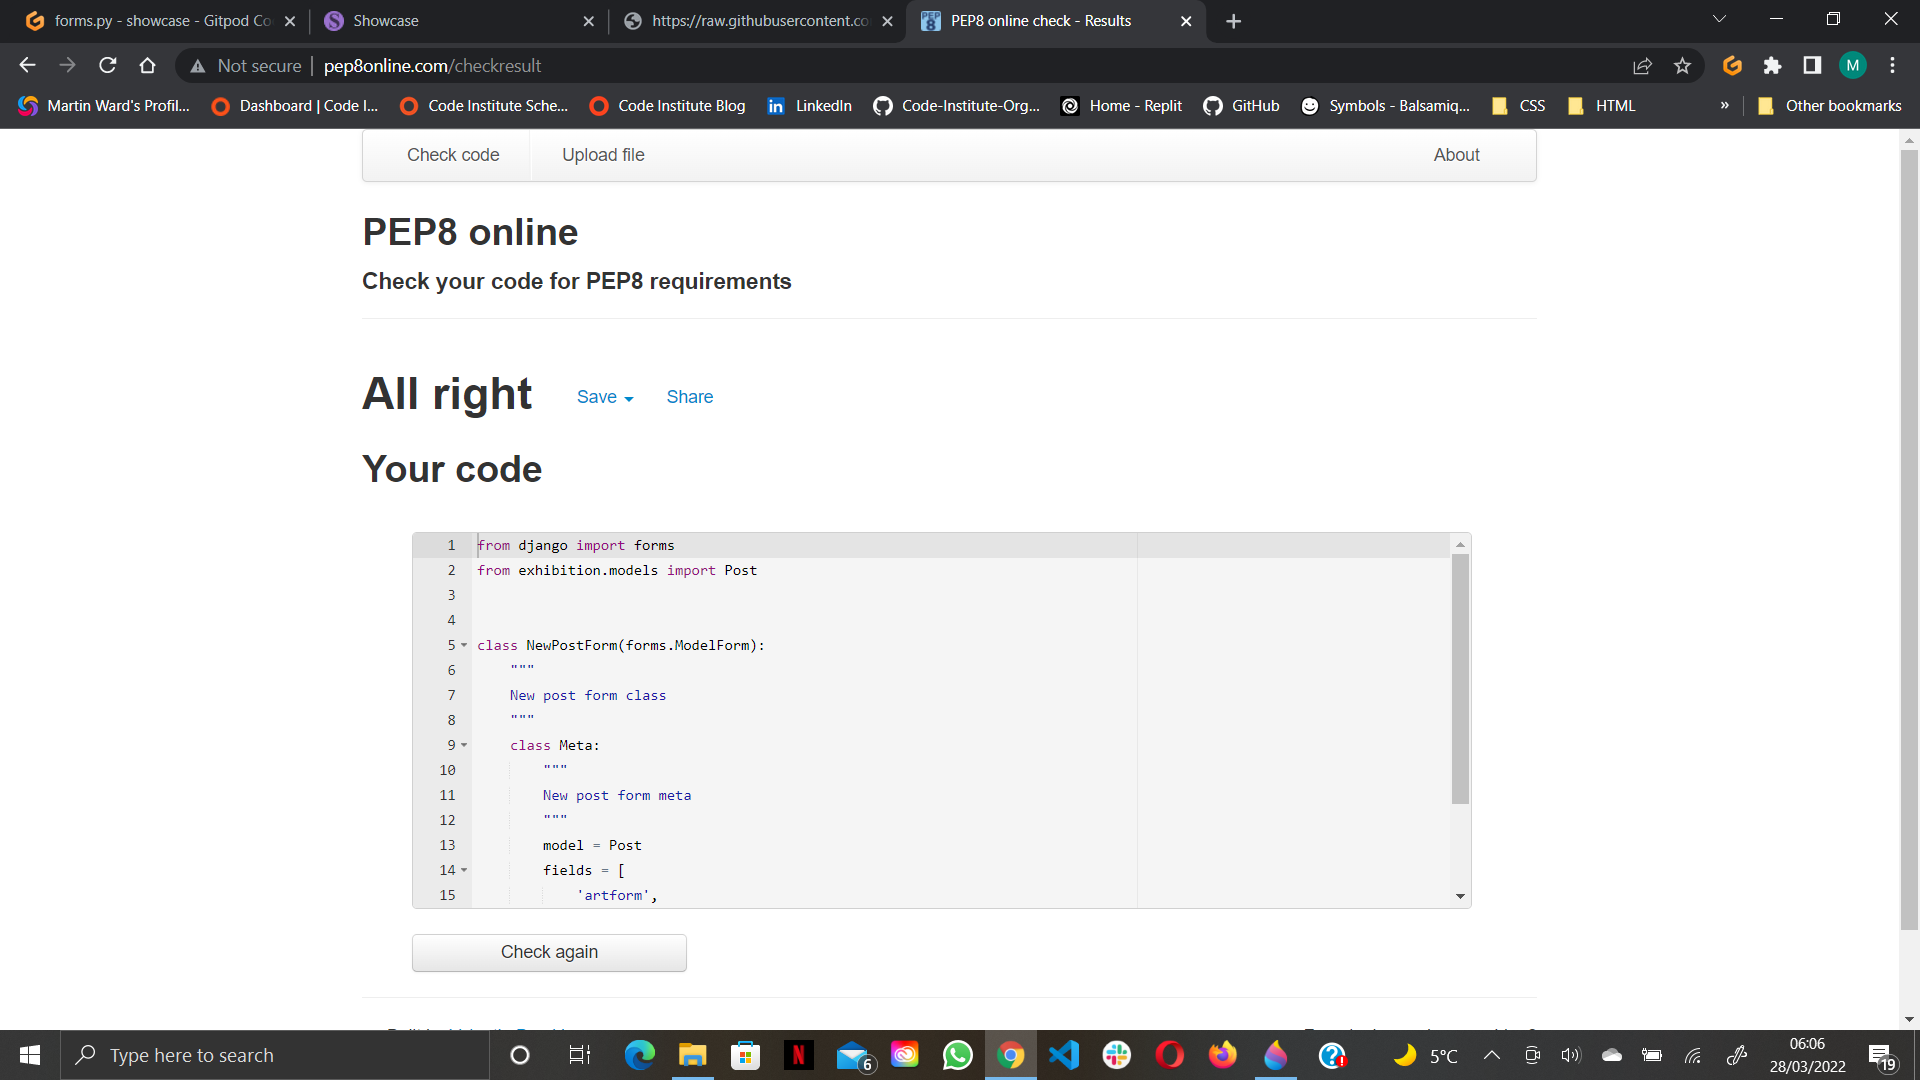 forms.py - showcase - Gitpod Co
Showcase
https://raw.githubusercontent.co
PEP8 online check - Results
Not secure
pep8online.com/checkresult
M
Martin Ward's Profil...
Dashboard | Code I...
Code Institute Sche...
Code Institute Blog
LinkedIn
Code-Institute-Org...
Home - Replit
GitHub
Symbols - Balsamiq...
CSS
HTML
»
Other bookmarks
Check code
Upload file
About
PEP8 online
Check your code for PEP8 requirements
All right
Save
Share
Your code
1 from django import forms
2 from exhibition.models import Post
3
4
5 class NewPostForm(forms.ModelForm):
6 """
7 New post form class
8 """
9 class Meta:
10 """
11 New post form meta
12 """
13 model = Post
14 fields = [
15 'artform',
Check again
Type here to search
6
5°C
06:06
28/03/2022
19